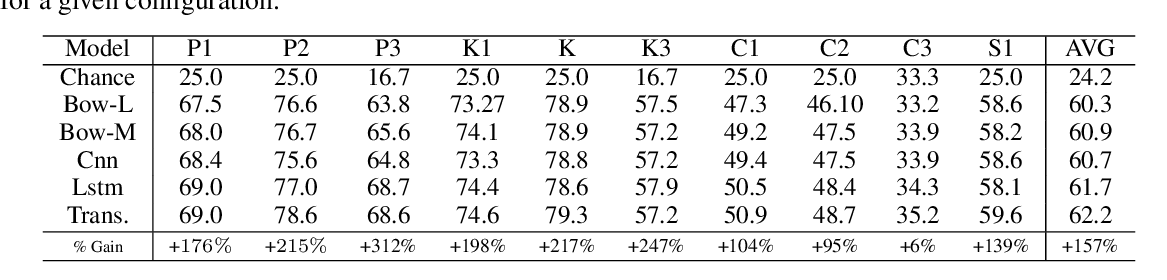 for a given configuration.
Model P1 P2 P3 K1 K K3 C1 C2 C3 S1 AVG
Chance 25.0 25.0 16.7 25.0 25.0 16.7 25.0 25.0 33.3 25.0 24.2
Bow-L 67.5 76.6 63.8 73.27 78.9 57.5 47.3 46.10 33.2 58.6 60.3
Bow-M 68.0 76.7 65.6 74.1 78.9 57.2 49.2 47.5 33.9 58.2 60.9
Cnn 68.4 75.6 64.8 73.3 78.8 57.2 49.4 47.5 33.9 58.6 60.7
Lstm 69.0 77.0 68.7 74.4 78.6 57.9 50.5 48.4 34.3 58.1 61.7
Trans. 69.0 78.6 68.6 74.6 79.3 57.2 50.9 48.7 35.2 59.6 62.2
% Gain +176% +215% +312% +198% +217% +247% +104% +95% +6% +139% +157%